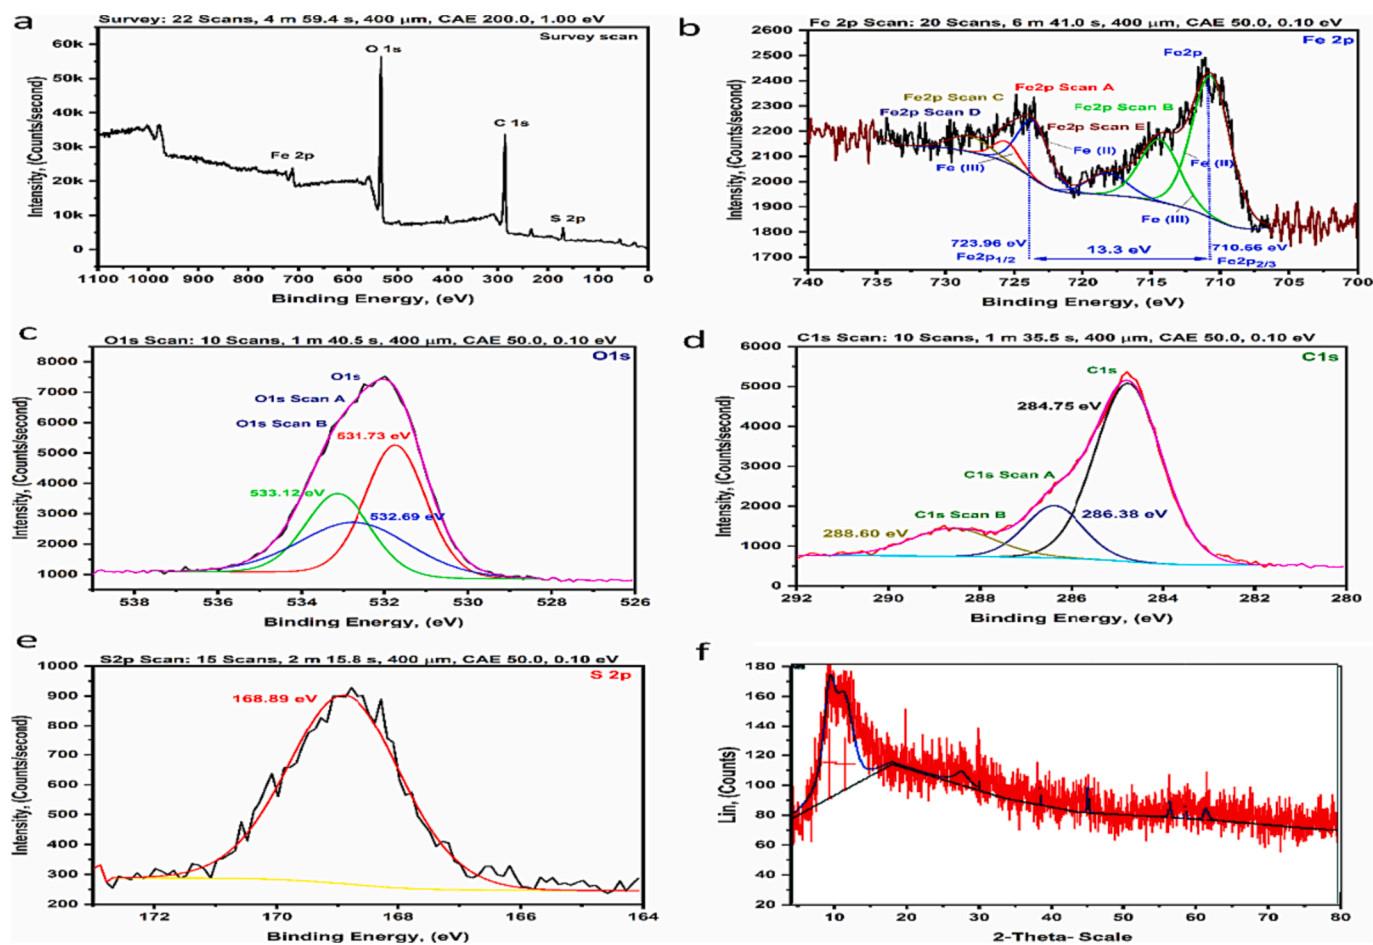 a
Survey: 22 Scans, 4 m 59.4 s, 400 µm, CAE 200.0, 1.00 eV
Survey scan
O 1s
C 1s
Fe 2p
S 2p
60k
50k
40k
30k
20k
10k
0
Intensity, (Counts/second)
1100 1000 900 800 700 600 500 400 300 200 100 0
Binding Energy, (eV)
b
Fe 2p Scan: 20 Scans, 6 m 41.0 s, 400 µm, CAE 50.0, 0.10 eV
Fe 2p
Fe2p
Fe2p Scan A
Fe2p Scan C
Fe2p Scan B
Fe2p Scan D
Fe2p Scan E
Fe (II)
Fe (III)
Fe (II)
Fe (III)
723.96 eV
Fe2p1/2
13.3 eV
710.56 eV
Fe2p2/3
2600
2500
2400
2300
2200
2100
2000
1900
1800
1700
Intensity, (Counts/second)
740 735 730 725 720 715 710 705 700
Binding Energy, (eV)
c
O1s Scan: 10 Scans, 1 m 40.5 s, 400 µm, CAE 50.0, 0.10 eV
O1s
O1s
O1s Scan A
O1s Scan B
531.73 eV
533.12 eV
532.69 eV
8000
7000
6000
5000
4000
3000
2000
1000
Intensity, (Counts/second)
538 536 534 532 530 528 526
Binding Energy, (eV)
d
C1s Scan: 10 Scans, 1 m 35.5 s, 400 µm, CAE 50.0, 0.10 eV
C1s
C1s
284.75 eV
C1s Scan A
C1s Scan B
286.38 eV
288.60 eV
6000
5000
4000
3000
2000
1000
0
Intensity, (Counts/second)
292 290 288 286 284 282 280
Binding Energy, (eV)
e
S2p Scan: 15 Scans, 2 m 15.8 s, 400 µm, CAE 50.0, 0.10 eV
S 2p
168.89 eV
1000
900
800
700
600
500
400
300
200
Intensity, (Counts/second)
172 170 168 166 164
Binding Energy, (eV)
f
180
160
140
120
100
80
60
40
20
Lin, (Counts)
10 20 30 40 50 60 70 80
2-Theta- Scale